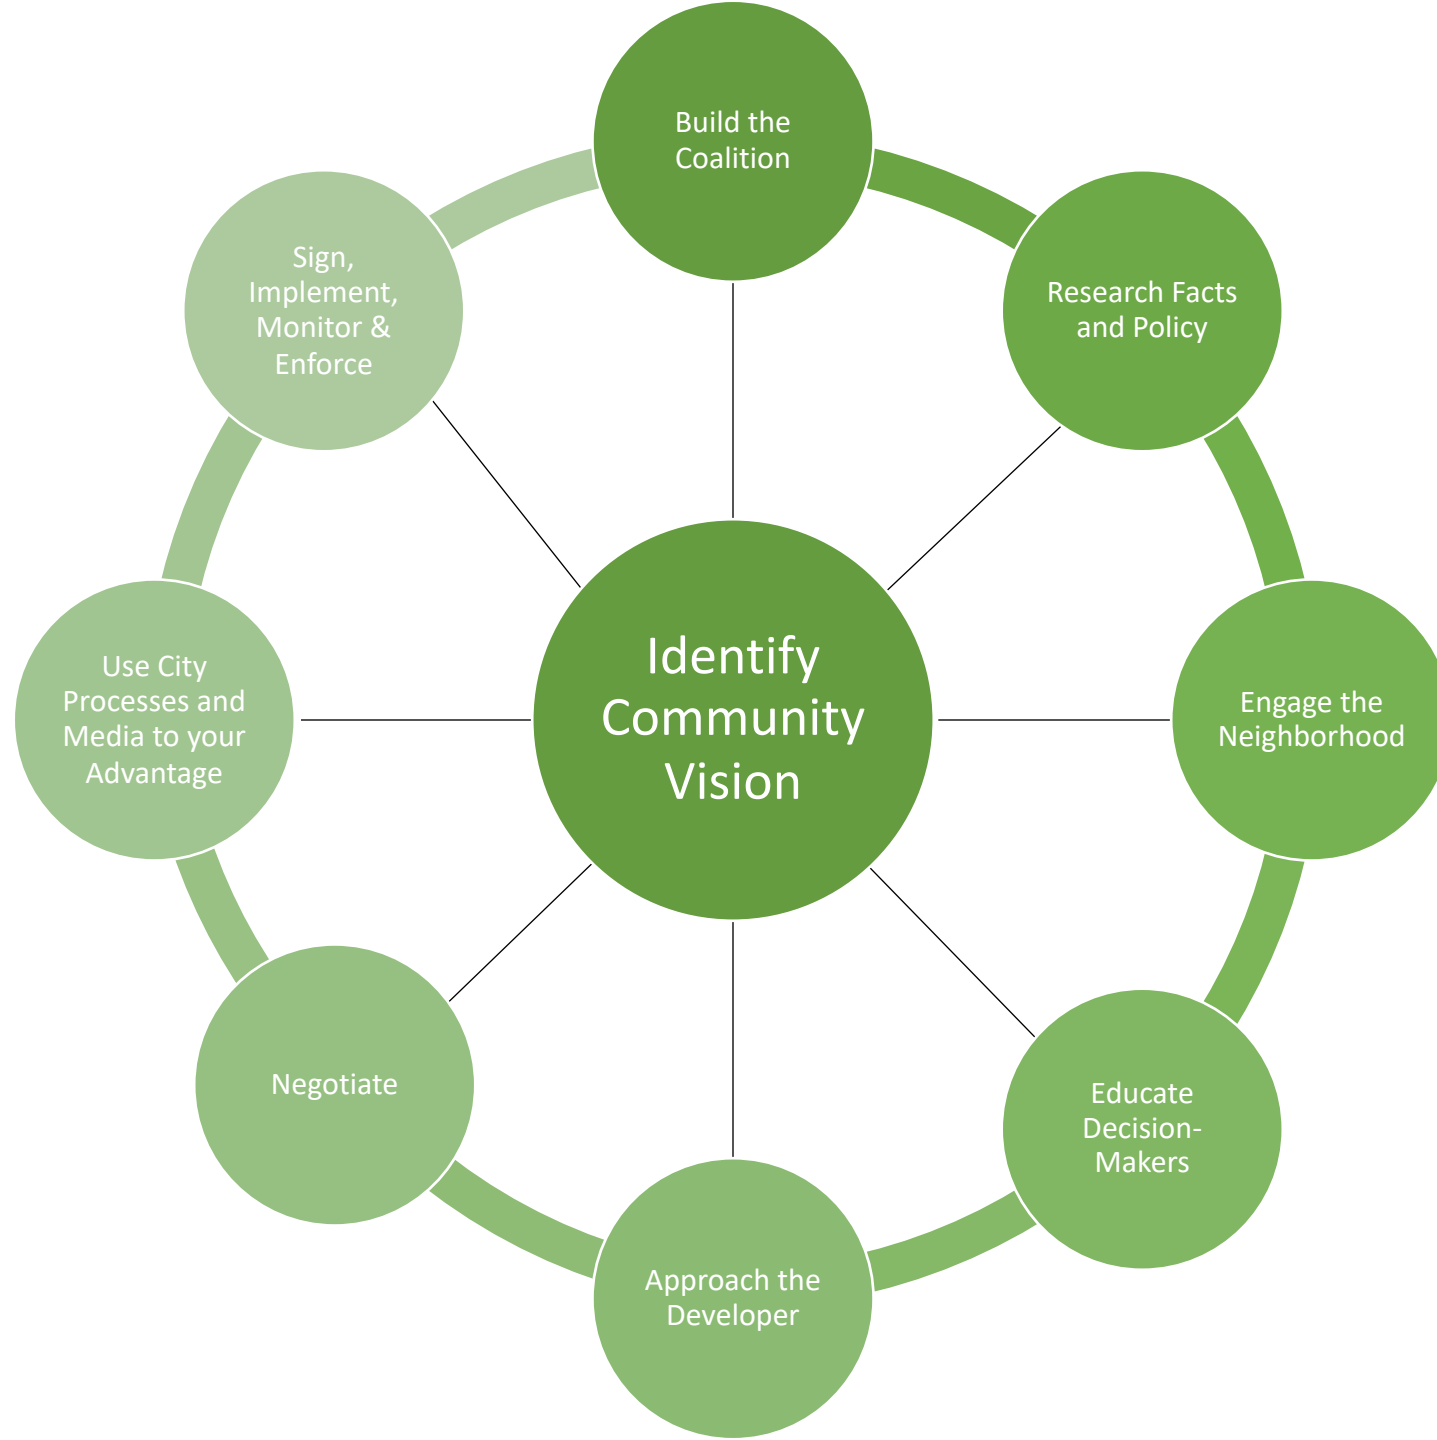 Build the
Coalition
Research Facts
and Policy
Engage the
Neighborhood
Educate
Decision-
Makers
Approach the
Developer
Negotiate
Use City
Processes and
Media to your
Advantage
Sign,
Implement,
Monitor &
Enforce
Identify
Community
Vision